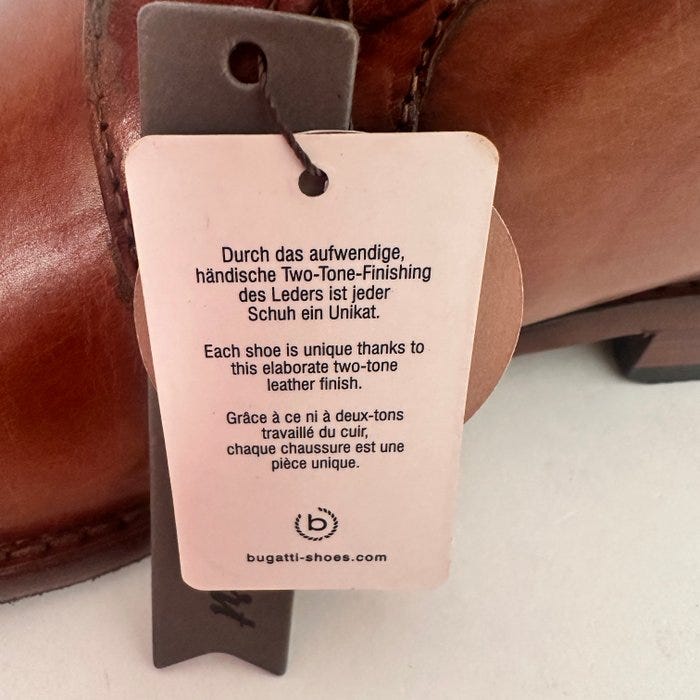 Durch das aufwendige,
händische Two-Tone-Finishing
des Leders ist jeder
Schuh ein Unikat.
Each shoe is unique thanks to
this elaborate two-tone
leather finish.
Grâce à ce ni à deux-tons
travaillé du cuir,
chaque chaussure est une
pièce unique.
b
bugatti-shoes.com